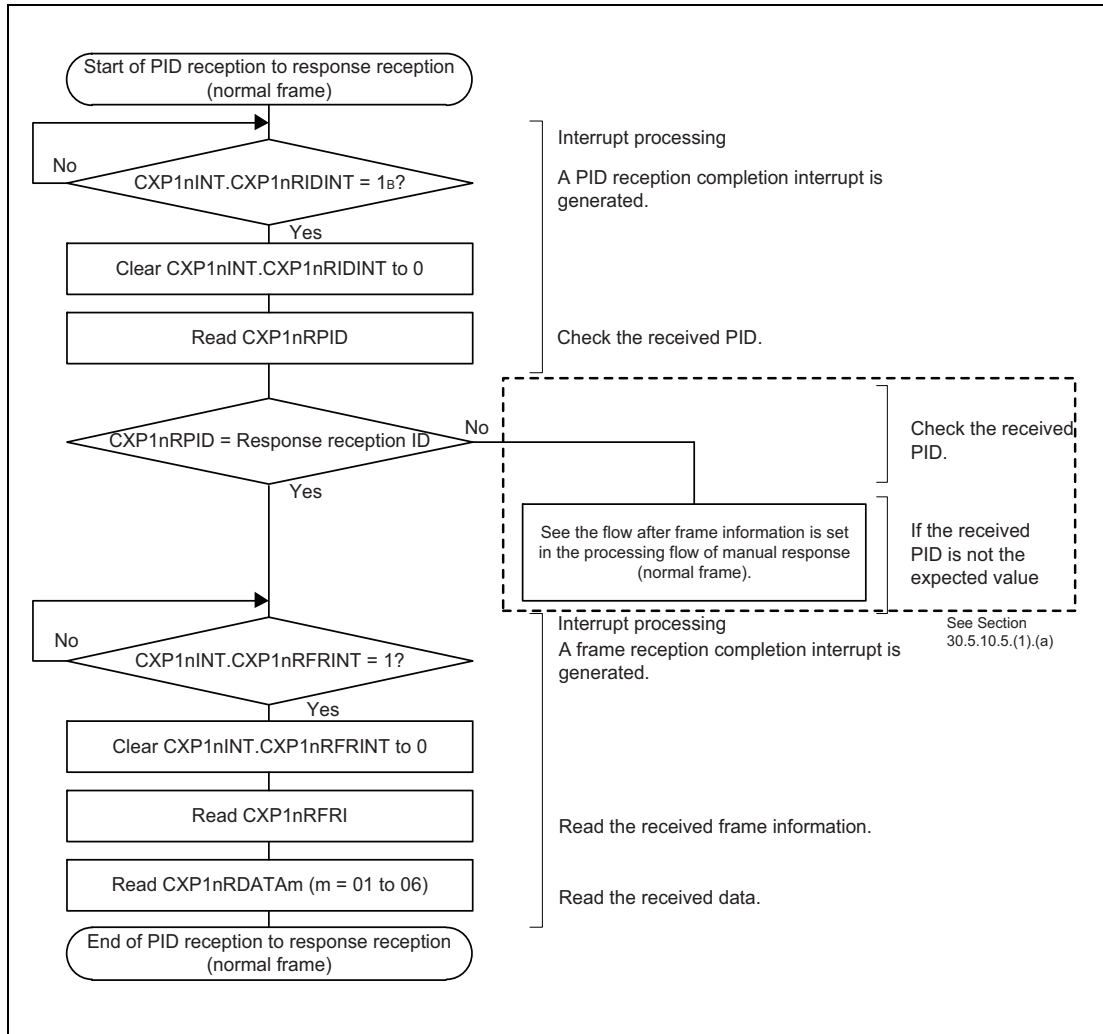 Start of PID reception to response reception
(normal frame)
Interrupt processing
No
CXP1nINT.CXP1nRIDINT = 1B?
A PID reception completion interrupt is
generated.
Yes
Clear CXP1nINT.CXP1nRIDINT to 0
Read CXP1nRPID
Check the received PID.
CXP1nRPID = Response reception ID
No
Check the received
PID.
Yes
See the flow after frame information is set
in the processing flow of manual response
(normal frame).
If the received
PID is not the
expected value
See Section
30.5.10.5.(1).(a)
Interrupt processing
No
CXP1nINT.CXP1nRFRINT = 1?
A frame reception completion interrupt is
generated.
Yes
Clear CXP1nINT.CXP1nRFRINT to 0
Read CXP1nRFRI
Read the received frame information.
Read CXP1nRDATAm (m = 01 to 06)
Read the received data.
End of PID reception to response reception
(normal frame)